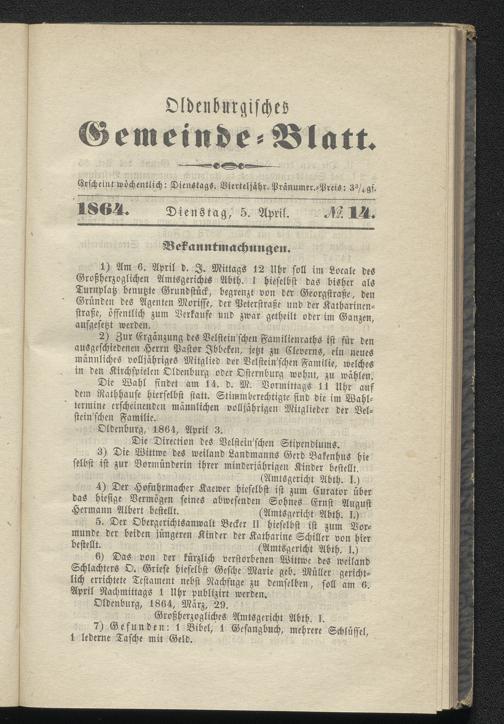 Oldenburgisches
Gemeinde-Blatt.
Erscheint wöchentlich: Dienstags. Vierteljähr. Pränumer.-Preis: 3¾ gs.
1864. Dienstag, 5. April. № 14.
Bekanntmachungen.
1) Am 6. April d. J. Mittags 12 Uhr soll im Locale des
Großherzoglichen Amtsgerichts Abth. I hieselbst das bisher als
Turnplatz benutzte Grundstück, begrenzt von der Georgstraße, den
Gründen des Agenten Morisse, der Peterstraße und der Katharinen-
straße, öffentlich zum Verkaufe und zwar getheilt oder im Ganzen,
aufgesetzt werden.
2) Zur Ergänzung des Velstein'schen Familienraths ist für den
ausgeschiedenen Herrn Pastor Ibbeken, jetzt zu Cleverns, ein neues
männliches volljähriges Mitglied der Velstein'schen Familie, welches
in den Kirchspielen Oldenburg oder Osternburg wohnt, zu wählen.
Die Wahl findet am 14. d. M. Vormittags 11 Uhr auf
dem Rathhause hierselbst statt. Stimmberechtigte sind die im Wahl-
termine erscheinenden männlichen volljährigen Mitglieder der Vel-
stein'schen Familie.
Oldenburg, 1864, April 3.
Die Direction des Velstein'schen Stipendiums.
3) Die Wittwe des weiland Landmanns Gerd Bakenhus hie
selbst ist zur Vormünderin ihrer minderjährigen Kinder bestellt.
(Amtsgericht Abth. I.)
4) Der Hofuhrmacher Kaewer hieselbst ist zum Curator über
das hiesige Vermögen seines abwesenden Sohnes Ernst August
Hermann Albert bestellt. (Amtsgericht Abth. I.)
5. Der Obergerichtsanwalt Becker II hieselbst ist zum Vor-
munde der beiden jüngeren Kinder der Katharine Schiller von hier
bestellt. (Amtsgericht Abth. I.)
6) Das von der kürzlich verstorbenen Wittwe des weiland
Schlachters O. Griese hieselbst Gesche Marie geb. Müller gericht-
lich errichtete Testament nebst Nachfuge zu demselben, soll am 6.
April Nachmittags 1 Uhr publizirt werden.
Oldenburg, 1864, März, 29.
Großherzogliches Amtsgericht Abth. I.
7) Gefunden: 1 Bibel, 1 Gesangbuch, mehrere Schlüssel,
1 lederne Tasche mit Geld.